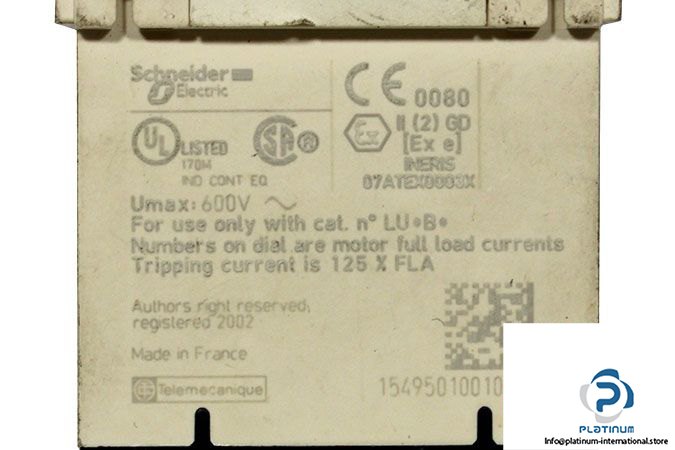 Schneider
Electric
CE 0080
UL LISTED
170M
IND CONT EQ
Ex II (2) GD
[Ex e]
INERIS
07ATEX0003X
Umax: 600V ~
For use only with cat. n° LU•B•
Numbers on dial are motor full load currents
Tripping current is 125 % FLA
Authors right reserved,
registered 2002
Made in France
Telemecanique
15495010010
PLATINUM
info@platinum-international.store